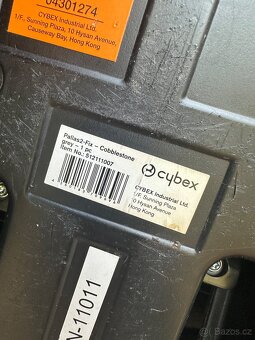 04301274
CYBEX Industrial Ltd.
1/F, Sunning Plaza, 10 Hysan Avenue,
Causeway Bay, Hong Kong
Pallas2-Fix – Cobblestone
grey – 1 pc
Item No.: 512111007
cybex
CYBEX Industrial Ltd.
1/F, Sunning Plaza
10 Hysan Avenue
Hong Kong
V-11011
Bazoš.cz